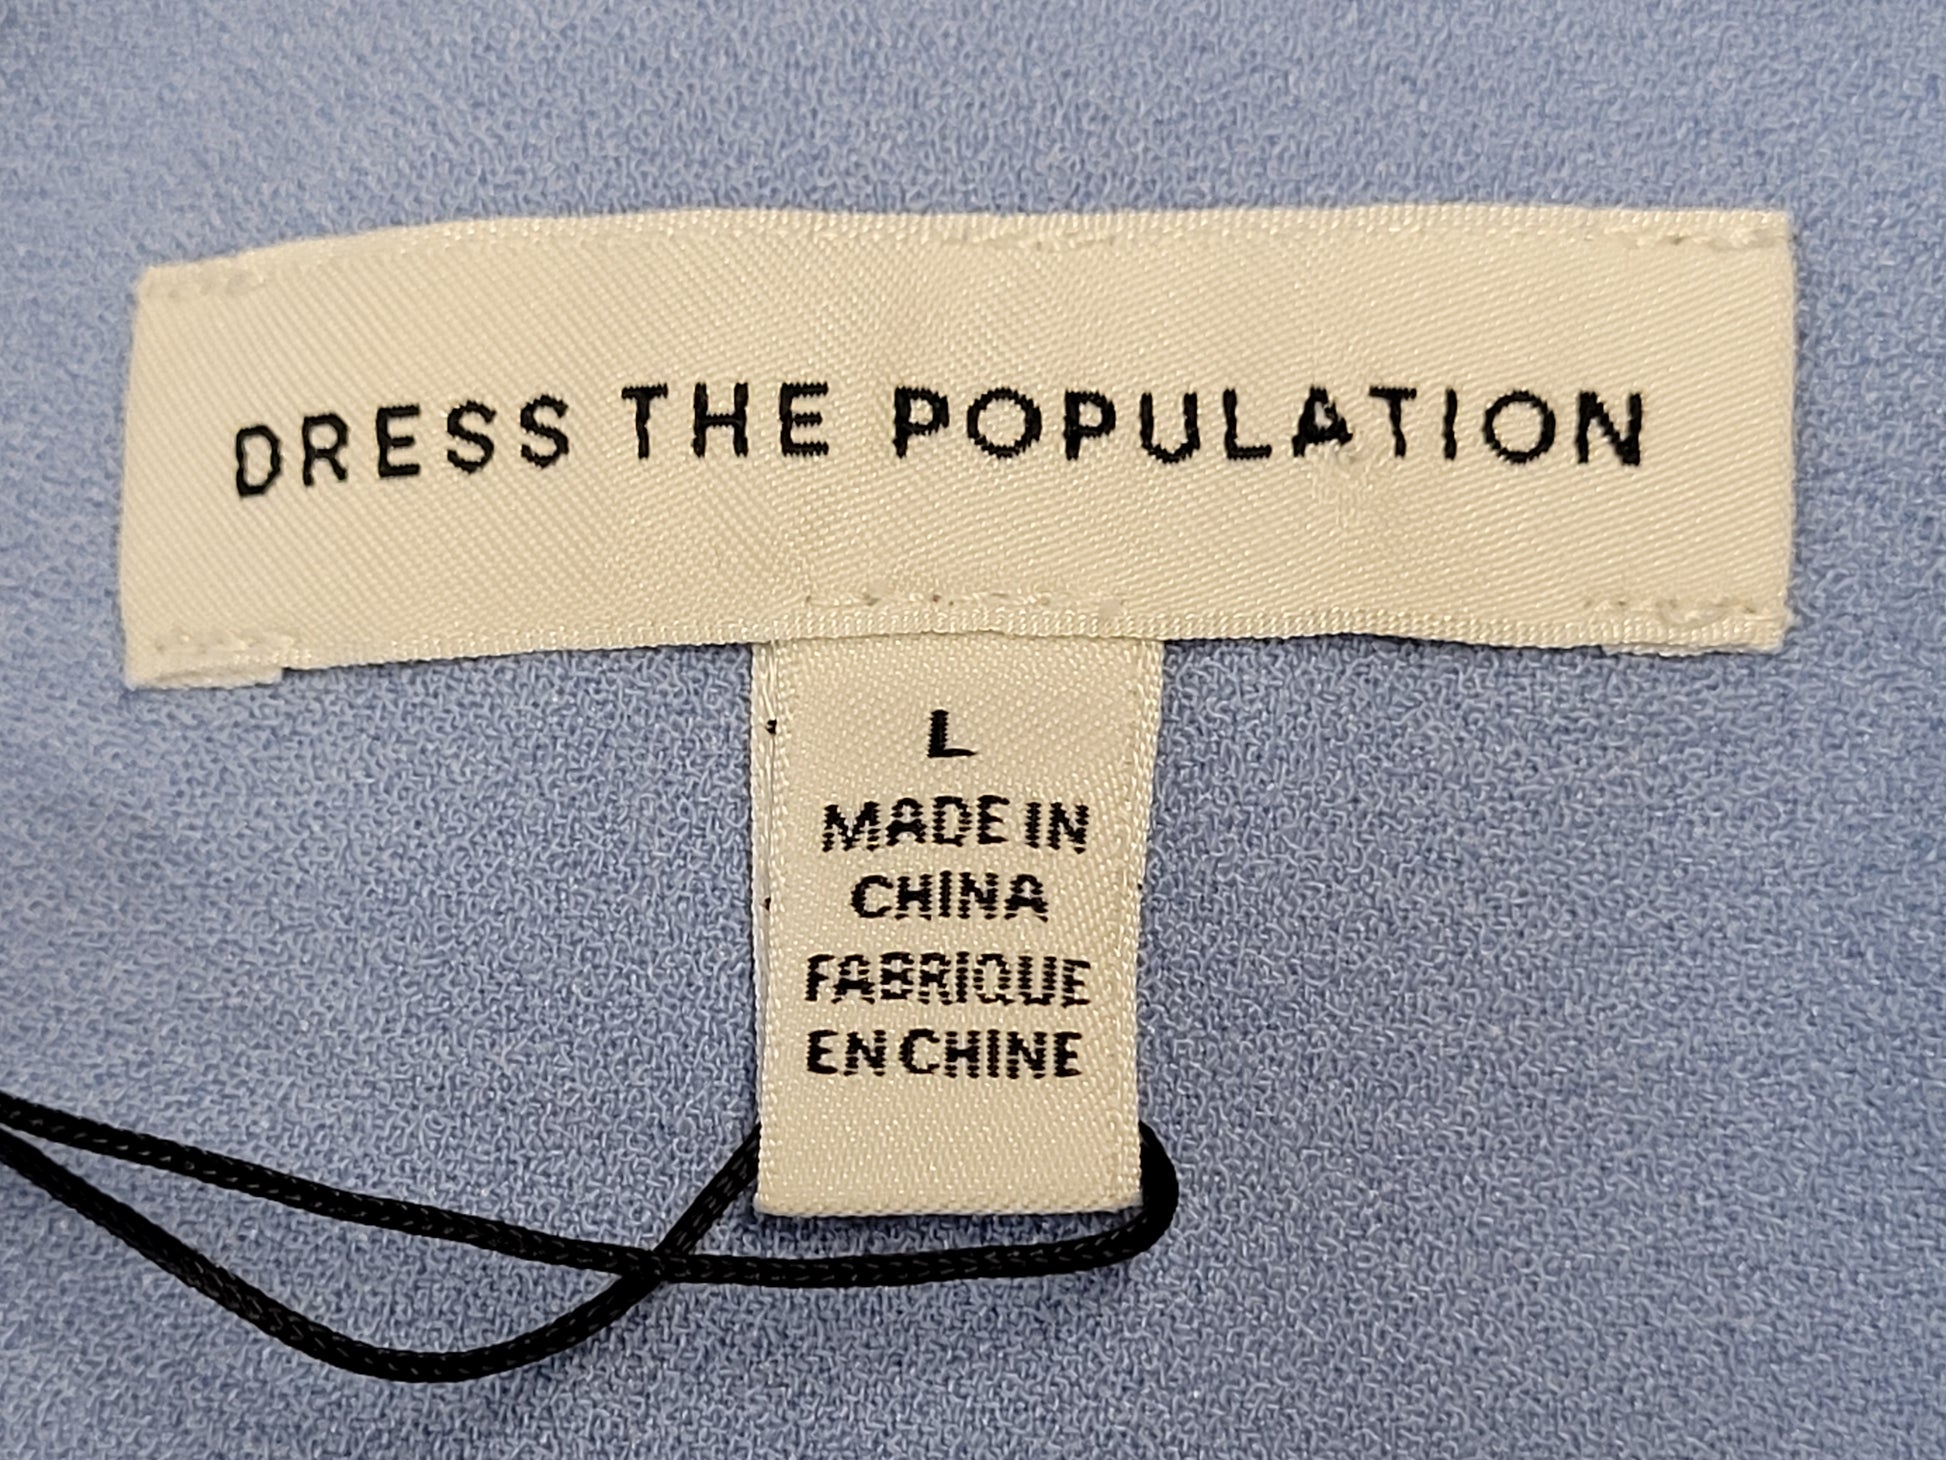 DRESS THE POPULATION
L
MADE IN
CHINA
FABRIQUE
EN CHINE